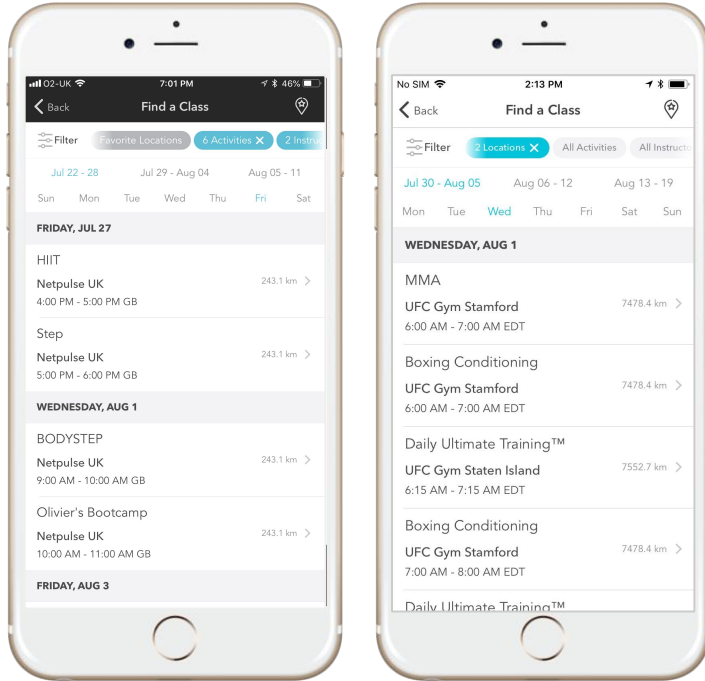 O2-UK 7:01 PM 46%
Back Find a Class
Filter Favorite Locations 6 Activities X 2 Instruc
Jul 22 - 28 Jul 29 - Aug 04 Aug 05 - 11
Sun Mon Tue Wed Thu Fri Sat
FRIDAY, JUL 27
HIIT
Netpulse UK 243.1 km
4:00 PM - 5:00 PM GB
Step
Netpulse UK 243.1 km
5:00 PM - 6:00 PM GB
WEDNESDAY, AUG 1
BODYSTEP
Netpulse UK 243.1 km
9:00 AM - 10:00 AM GB
Olivier's Bootcamp
Netpulse UK 243.1 km
10:00 AM - 11:00 AM GB
FRIDAY, AUG 3
No SIM 2:13 PM
Back Find a Class
Filter 2 Locations X All Activities All Instructo
Jul 30 - Aug 05 Aug 06 - 12 Aug 13 - 19
Mon Tue Wed Thu Fri Sat Sun
WEDNESDAY, AUG 1
MMA
UFC Gym Stamford 7478.4 km
6:00 AM - 7:00 AM EDT
Boxing Conditioning
UFC Gym Stamford 7478.4 km
6:00 AM - 7:00 AM EDT
Daily Ultimate Training™
UFC Gym Staten Island 7552.7 km
6:15 AM - 7:15 AM EDT
Boxing Conditioning
UFC Gym Stamford 7478.4 km
7:00 AM - 8:00 AM EDT
Daily Ultimate Training™